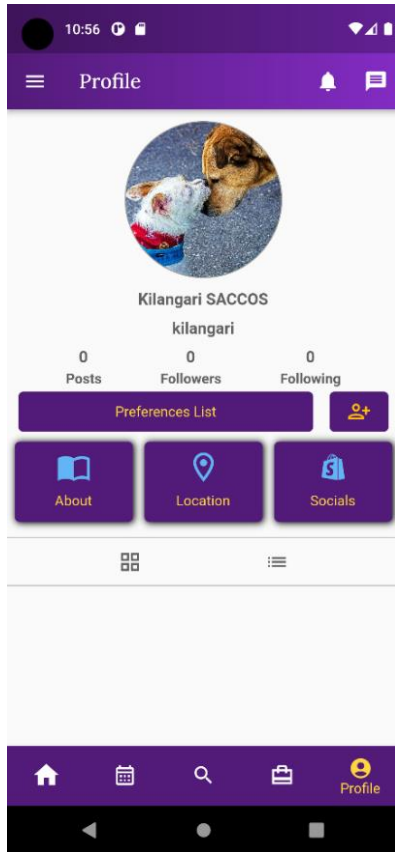 10:56
Profile
Kilangari SACCOS
kilangari
0 0 0
Posts Followers Following
Preferences List
About Location Socials
Profile